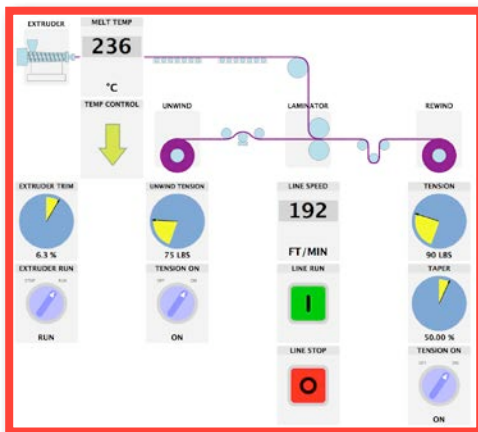 EXTRUDER
MELT TEMP
236
°C
TEMP CONTROL
UNWIND
LAMINATOR
REWIND
EXTRUDER TRIM
6.3 %
UNWIND TENSION
75 LBS
LINE SPEED
192
FT/MIN
TENSION
90 LBS
EXTRUDER RUN
STOP RUN
RUN
TENSION ON
OFF ON
ON
LINE RUN
I
TAPER
50.00 %
LINE STOP
O
TENSION ON
OFF ON
ON